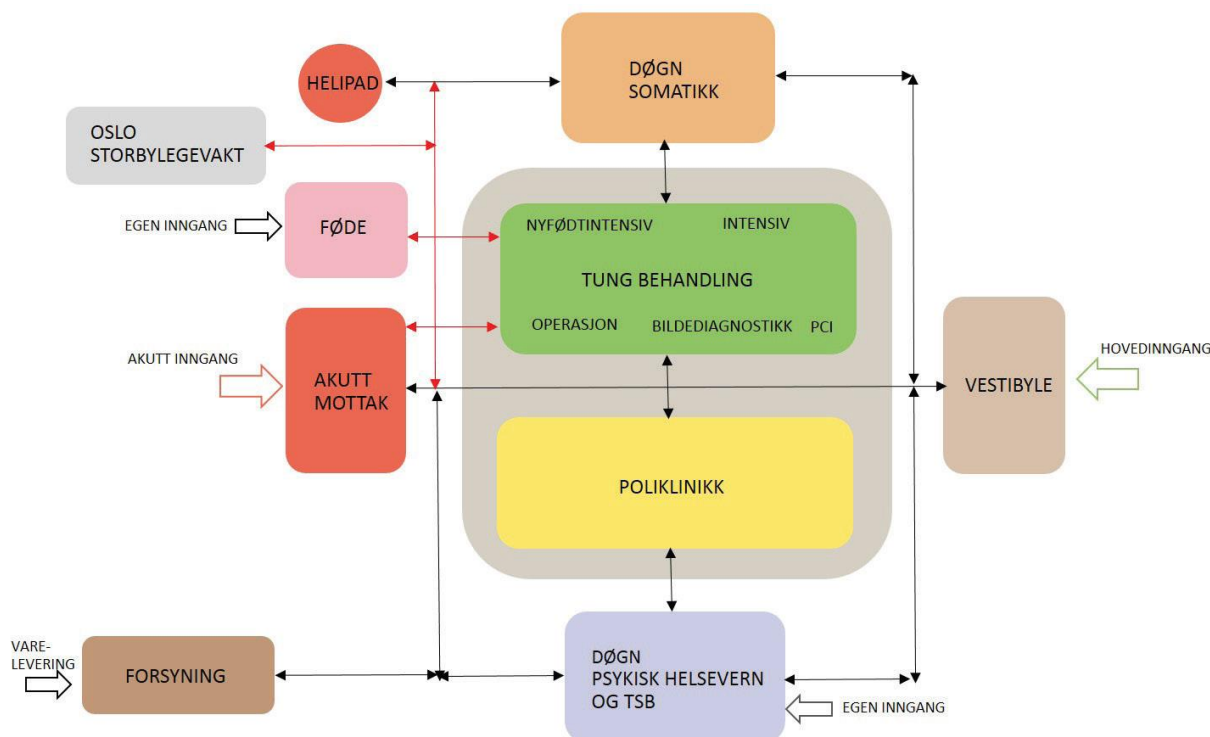 DØGN
SOMATIKK
HELIPAD
OSLO
STORBYLEGEVAKT
EGEN INNGANG
FØDE
NYFØDTINTENSIV
INTENSIV
TUNG BEHANDLING
OPERASJON
BILDEDIAGNOSTIKK
PCI
AKUTT INNGANG
AKUTT
MOTTAK
HOVEDINNGANG
VESTIBYLE
POLIKLINIKK
VARE-
LEVERING
FORSYNING
DØGN
PSYKISK HELSEVERN
OG TSB
EGEN INNGANG